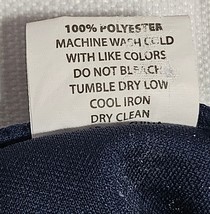 100% POLYESTER
MACHINE WASH COLD
WITH LIKE COLORS
DO NOT BLEACH
TUMBLE DRY LOW
COOL IRON
DRY CLEAN